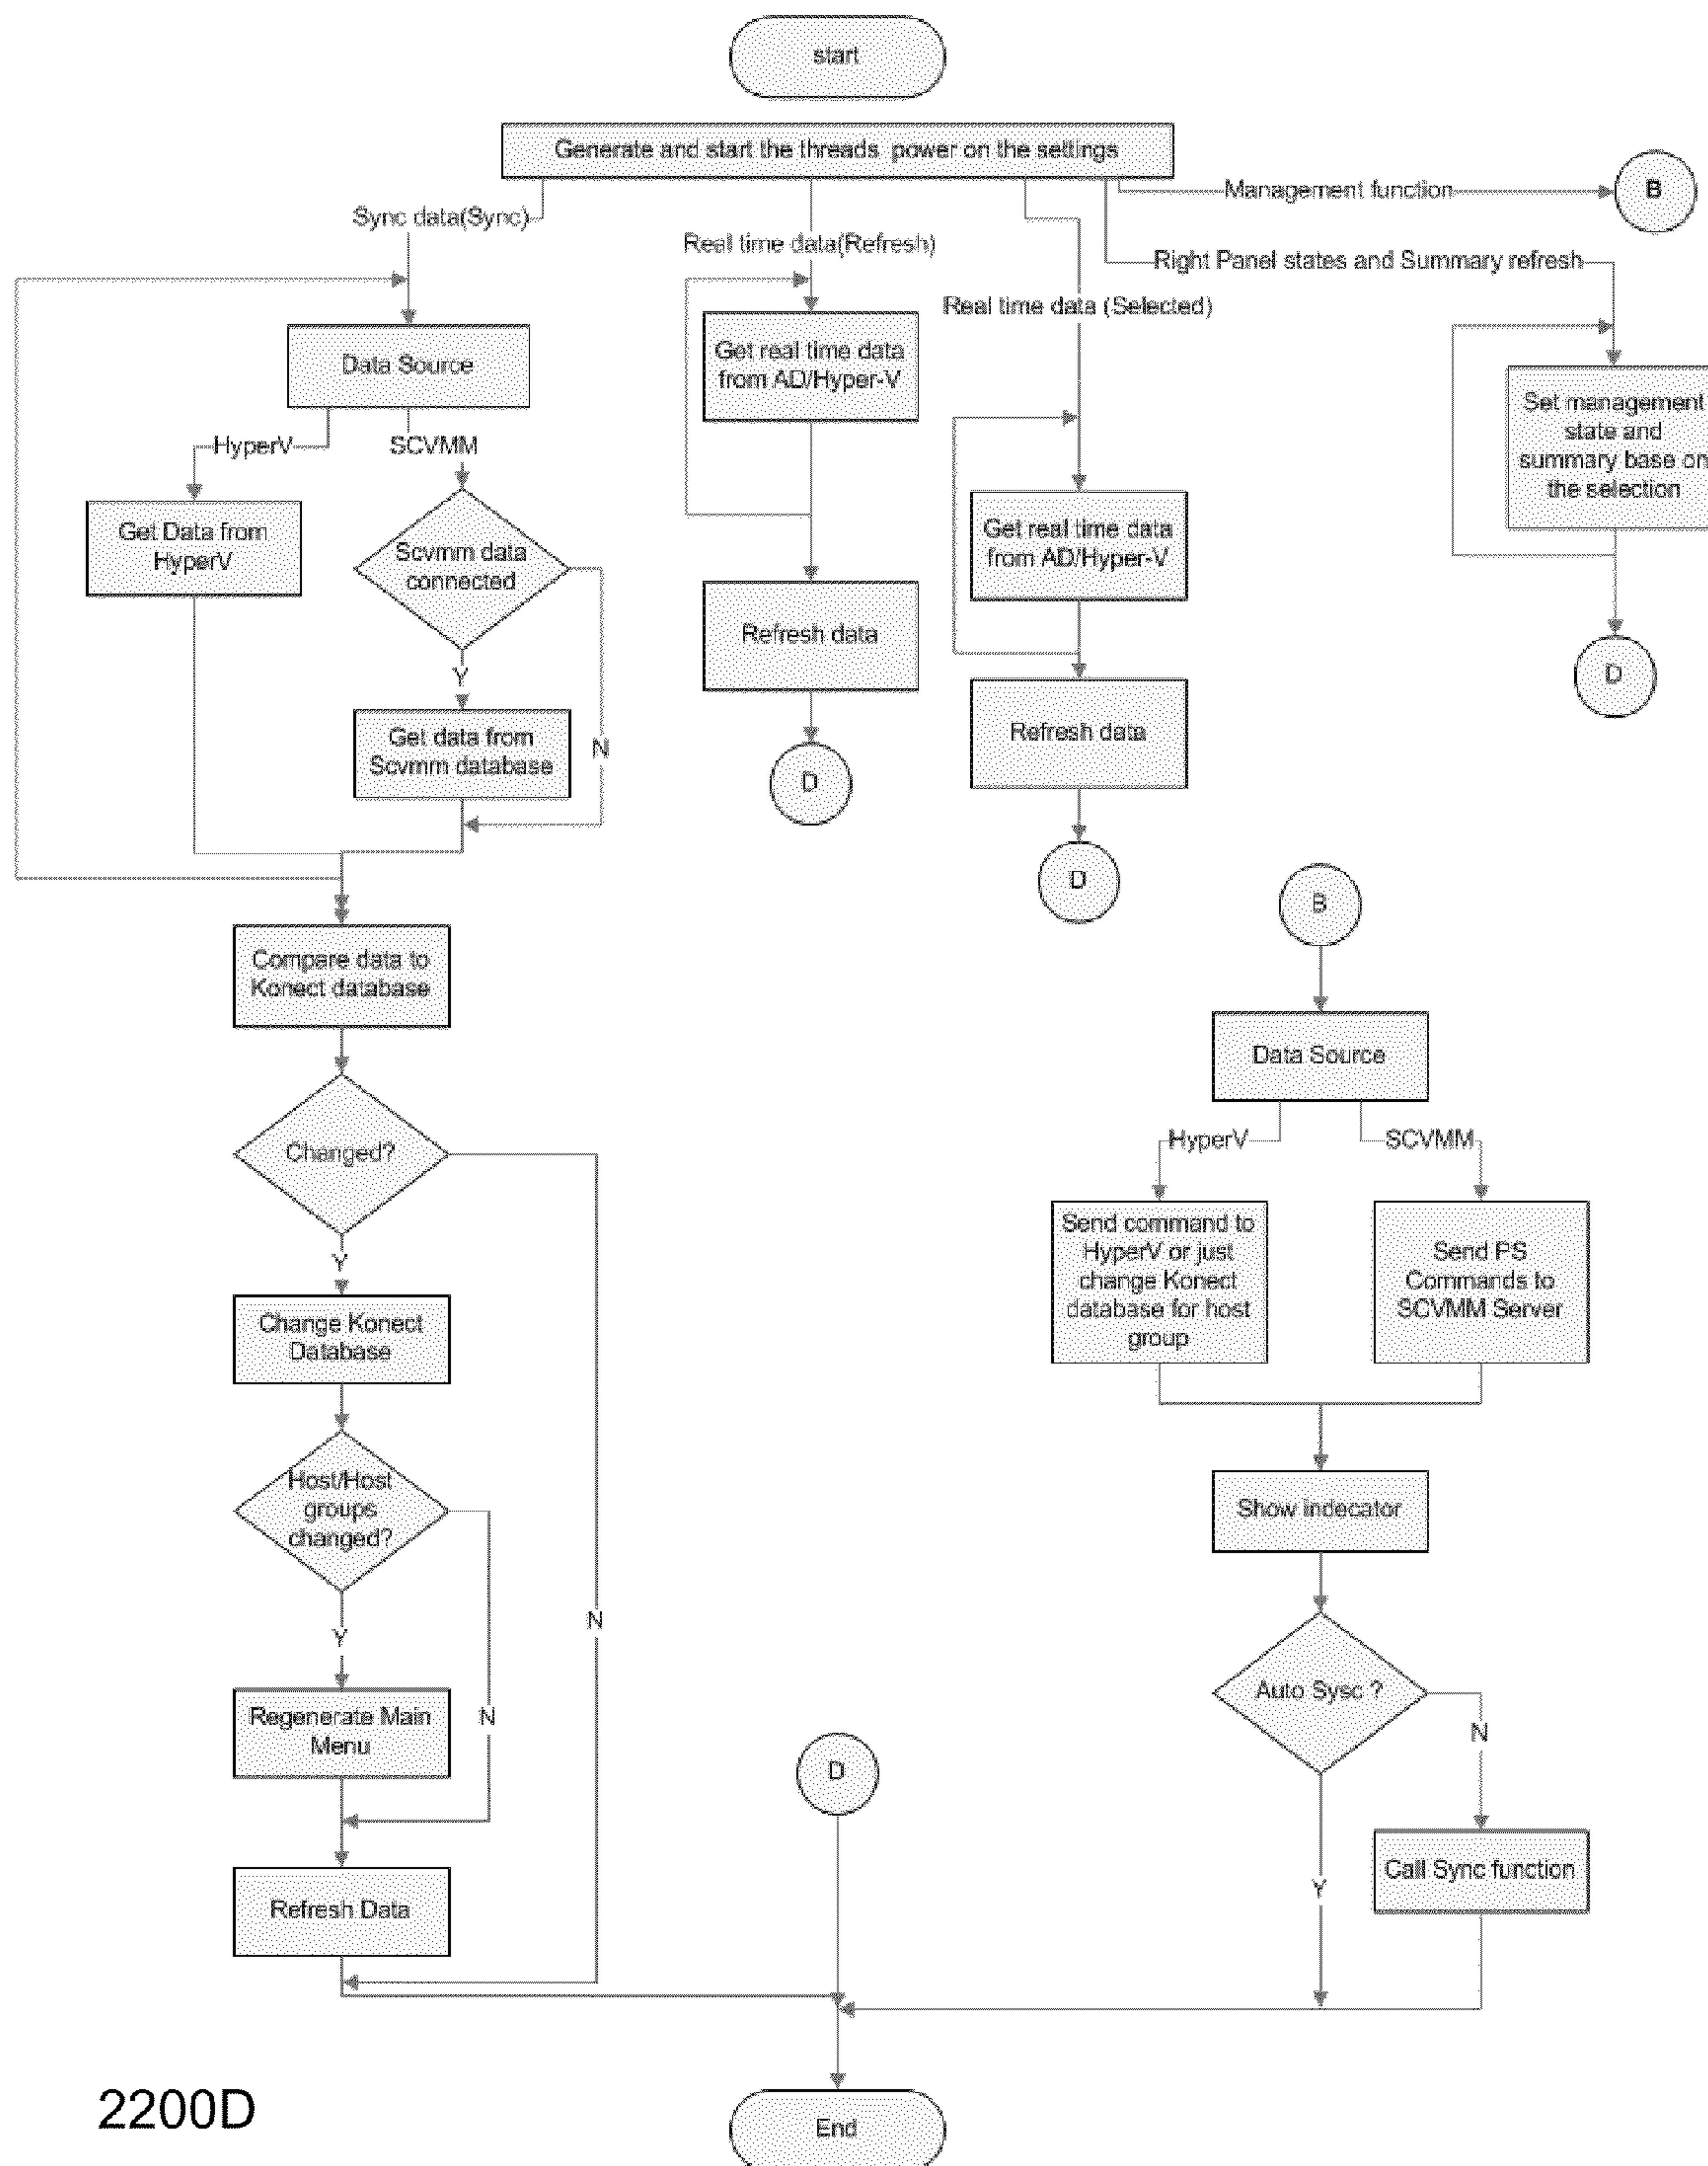 start
Generate and start the threads power on the settings
Management function
B
Sync data(Sync)
Real time data(Refresh)
Right Panel states and Summary refresh
Real time data (Selected)
Data Source
Get real time data
from AD/Hyper-V
Set management
state and
summary base on
the selection
HyperV
SCVMM
Get Data from
HyperV
Scvmm data
connected
Get real time data
from AD/Hyper-V
Refresh data
Y
D
Get data from
Scvmm database
N
Refresh data
D
D
B
Compare data to
Konect database
Data Source
Changed?
HyperV
SCVMM
Y
Send command to
HyperV or just
change Konect
database for host
group
Send PS
Commands to
SCVMM Server
Change Konect
Database
Host/Host
groups
changed?
Show indecator
N
Y
Auto Sysc ?
N
Regenerate Main
Menu
N
D
Call Sync function
Y
Refresh Data
2200D
End